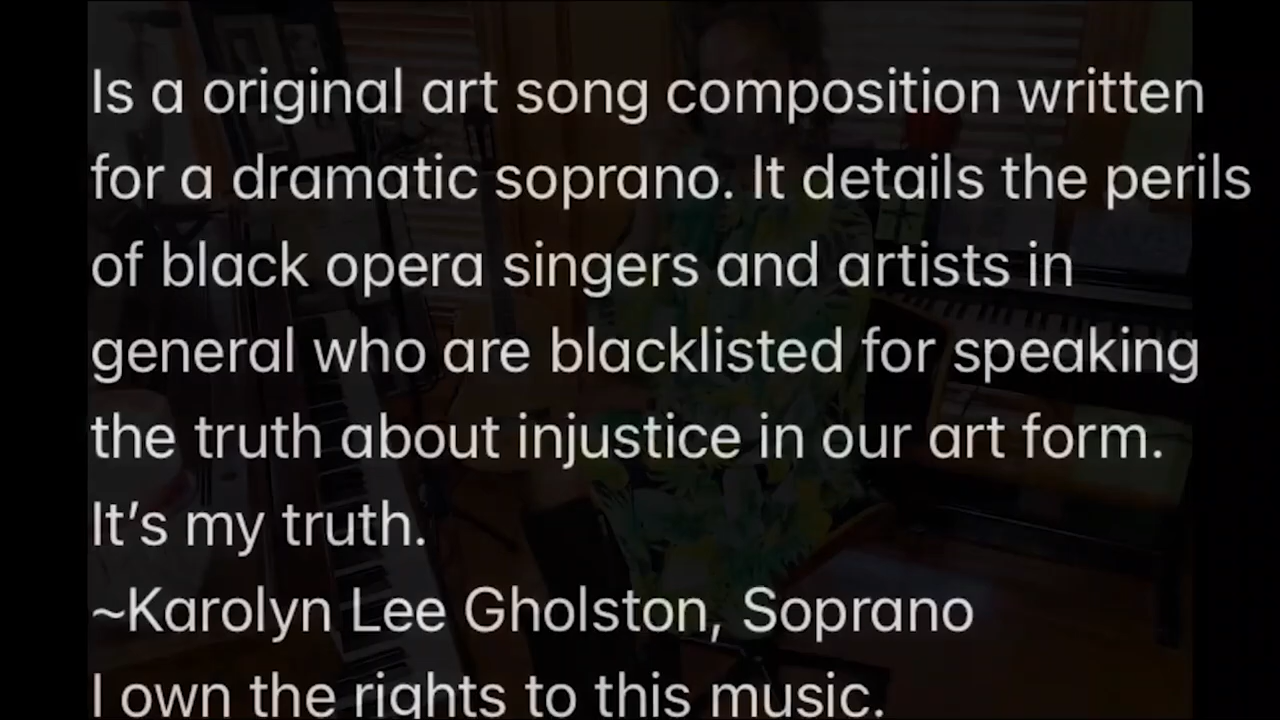 Is a original art song composition written
for a dramatic soprano. It details the perils
of black opera singers and artists in
general who are blacklisted for speaking
the truth about injustice in our art form.
It’s my truth.
~Karolyn Lee Gholston, Soprano
I own the rights to this music.